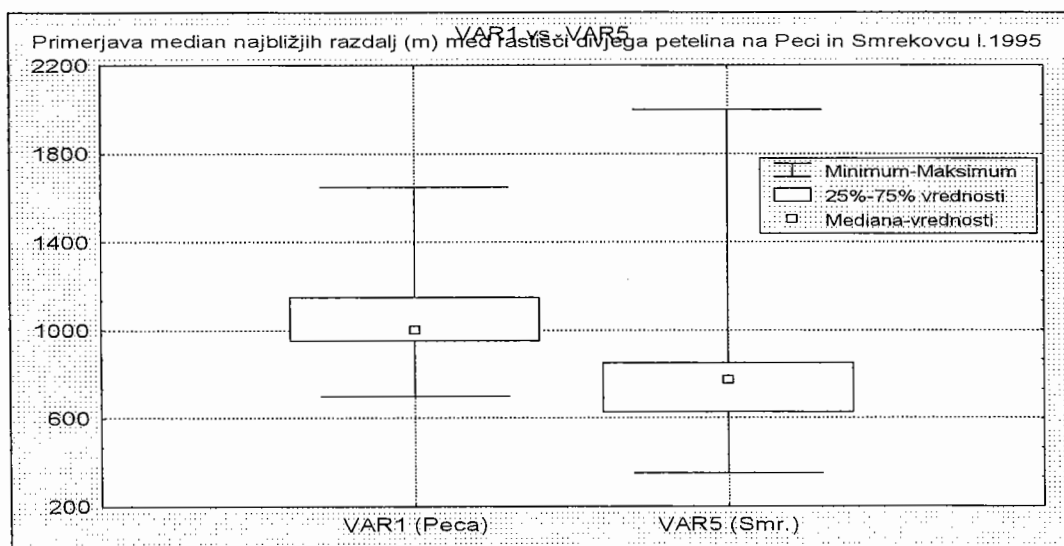 VAR1 vs. VAR5
Primerjava median najbližjih razdalj (m) med rastišči divjega petelina na Peci in Smrekovcu l.1995
2200
1800
1400
1000
600
200
Minimum-Maksimum
25%-75% vrednosti
Mediana-vrednosti
VAR1 (Peca)
VAR5 (Smr.)